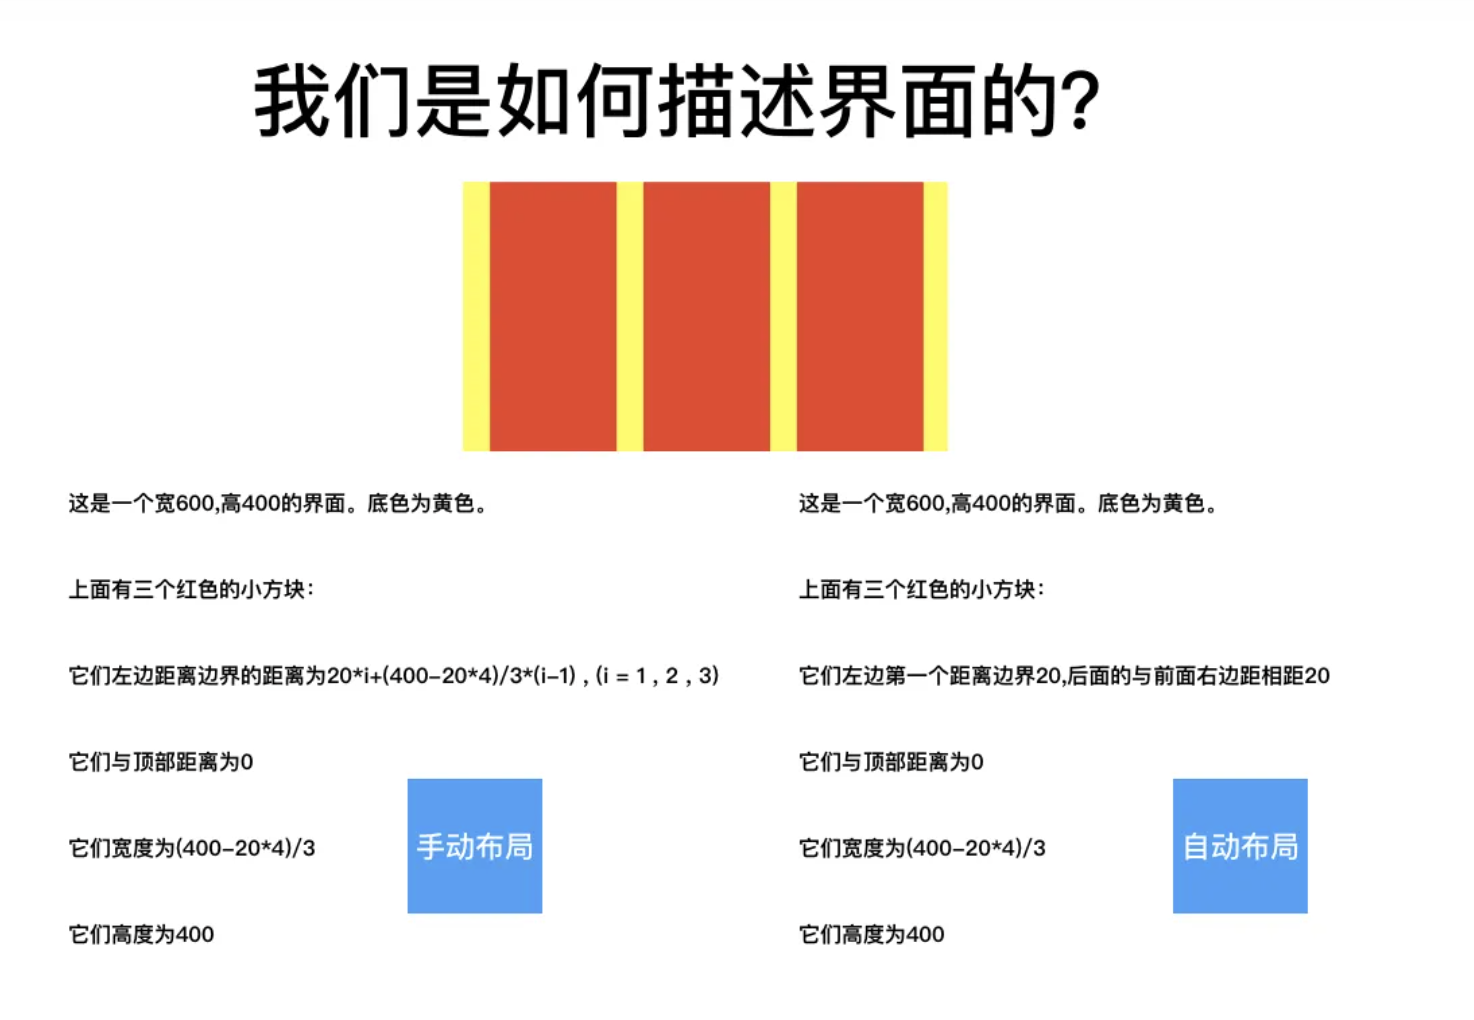 我们是如何描述界面的?
这是一个宽600,高400的界面。底色为黄色。
上面有三个红色的小方块：
它们左边距离边界的距离为20*i+(400-20*4)/3*(i-1) , (i = 1 , 2 , 3)
它们与顶部距离为0
它们宽度为(400-20*4)/3
它们高度为400
手动布局
这是一个宽600,高400的界面。底色为黄色。
上面有三个红色的小方块：
它们左边第一个距离边界20,后面的与前面右边距相距20
它们与顶部距离为0
它们宽度为(400-20*4)/3
它们高度为400
自动布局